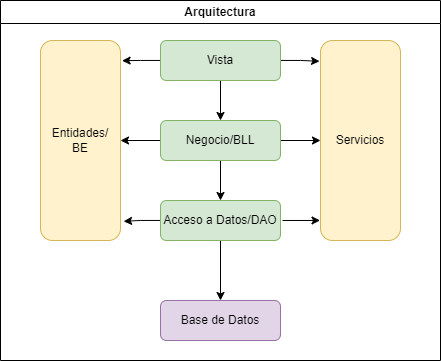 Arquitectura
Vista
Entidades/
BE
Negocio/BLL
Servicios
Acceso a Datos/DAO
Base de Datos